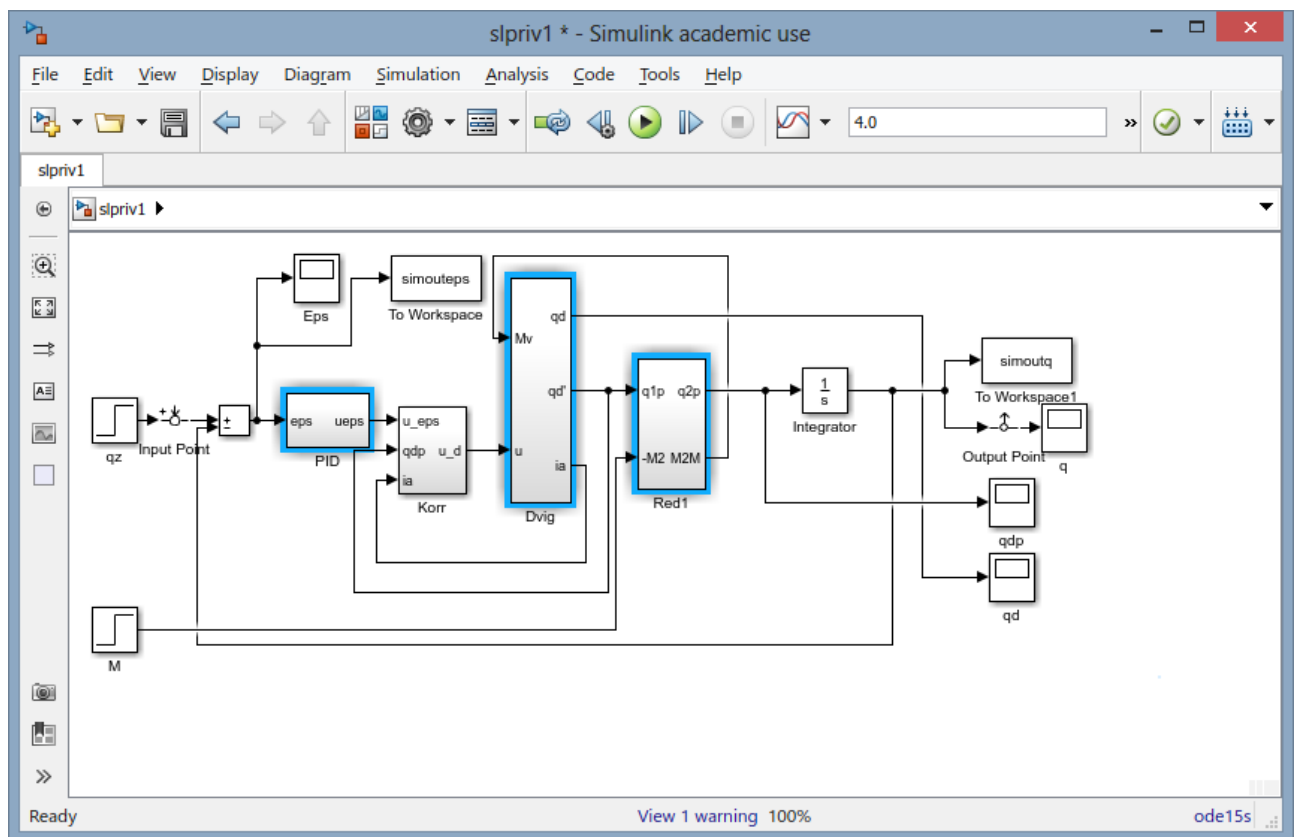 slpriv1 * - Simulink academic use
File Edit View Display Diagram Simulation Analysis Code Tools Help
4.0
slpriv1
slpriv1
Eps
simouteps
To Workspace
Mv
qd
qd'
u
ia
Dvig
qz
Input Point
+
-
eps
ueps
PID
u_eps
qdp
u_d
ia
Korr
q1p
q2p
-M2
M2M
Red1
1
s
Integrator
simoutq
To Workspace1
Output Point
q
qdp
qd
M
Ready
View 1 warning
100%
ode15s